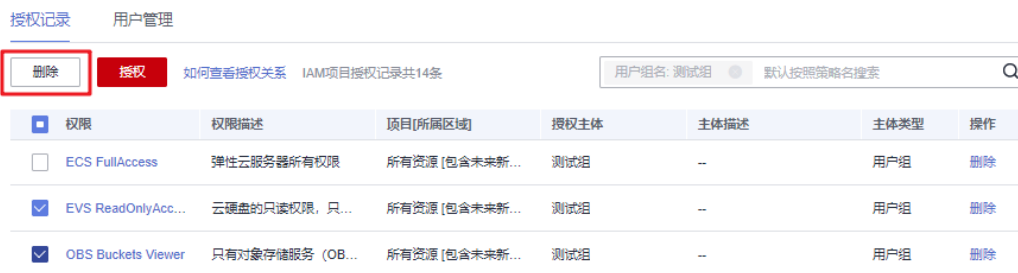 授权记录 用户管理
删除 授权 如何查看授权关系 IAM项目授权记录共14条 用户组名: 测试组 默认按照策略名搜索
权限 权限描述 项目[所属区域] 授权主体 主体描述 主体类型 操作
ECS FullAccess 弹性云服务器所有权限 所有资源 [包含未来新... 测试组 -- 用户组 删除
EVS ReadOnlyAcc... 云硬盘的只读权限，只... 所有资源 [包含未来新... 测试组 -- 用户组 删除
OBS Buckets Viewer 只有对象存储服务（OB... 所有资源 [包含未来新... 测试组 -- 用户组 删除